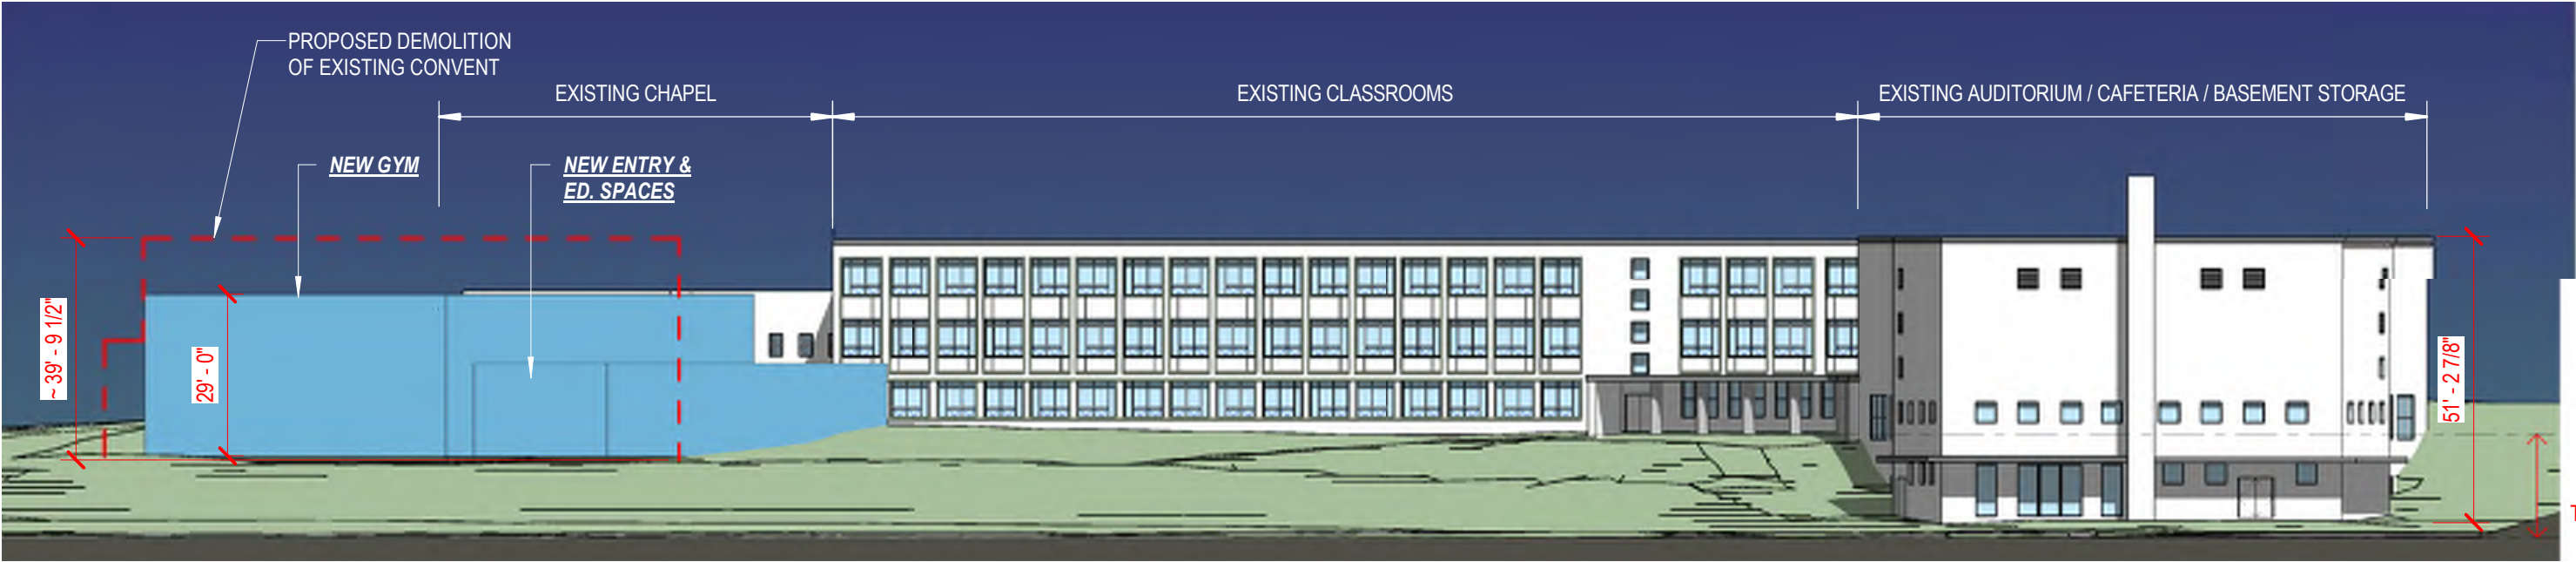 PROPOSED DEMOLITION
OF EXISTING CONVENT
EXISTING CHAPEL
EXISTING CLASSROOMS
EXISTING AUDITORIUM / CAFETERIA / BASEMENT STORAGE
NEW GYM
NEW ENTRY &
ED. SPACES
~ 39' - 9 1/2"
29' - 0"
51' - 2 7/8"